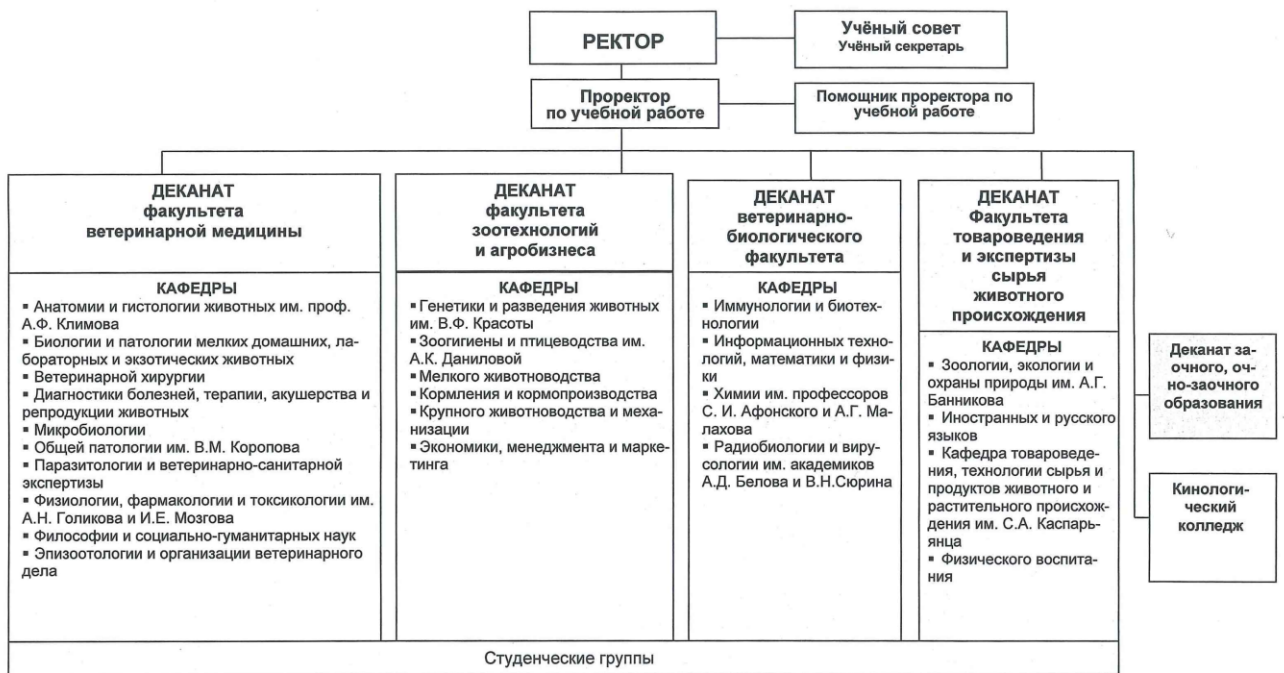 РЕКТОР
Учёный совет
Учёный секретарь
Проректор
по учебной работе
Помощник проректора по
учебной работе
ДЕКАНАТ
факультета
ветеринарной медицины
КАФЕДРЫ
▪ Анатомии и гистологии животных им. проф.
А.Ф. Климова
▪ Биологии и патологии мелких домашних, ла-
бораторных и экзотических животных
▪ Ветеринарной хирургии
▪ Диагностики болезней, терапии, акушерства и
репродукции животных
▪ Микробиологии
▪ Общей патологии им. В.М. Коропова
▪ Паразитологии и ветеринарно-санитарной
экспертизы
▪ Физиологии, фармакологии и токсикологии им.
А.Н. Голикова и И.Е. Мозгова
▪ Философии и социально-гуманитарных наук
▪ Эпизоотологии и организации ветеринарного
дела
ДЕКАНАТ
факультета
зоотехнологий
и агробизнеса
КАФЕДРЫ
▪ Генетики и разведения животных
им. В.Ф. Красоты
▪ Зоогигиены и птицеводства им.
А.К. Даниловой
▪ Мелкого животноводства
▪ Кормления и кормопроизводства
▪ Крупного животноводства и меха-
низации
▪ Экономики, менеджмента и марке-
тинга
ДЕКАНАТ
ветеринарно-
биологического
факультета
КАФЕДРЫ
▪ Иммунологии и биотех-
нологии
▪ Информационных техно-
логий, математики и физи-
ки
▪ Химии им. профессоров
С. И. Афонского и А.Г. Ма-
лахова
▪ Радиобиологии и виру-
сологии им. академиков
А.Д. Белова и В.Н.Сюрина
ДЕКАНАТ
Факультета
товароведения
и экспертизы
сырья
животного
происхождения
КАФЕДРЫ
▪ Зоологии, экологии и
охраны природы им. А.Г.
Банникова
▪ Иностранных и русского
языков
▪ Кафедра товароведе-
ния, технологии сырья и
продуктов животного и
растительного происхож-
дения им. С.А. Каспарь-
янца
▪ Физического воспита-
ния
Деканат за-
очного, оч-
но-заочного
образования
Кинологи-
ческий
колледж
Студенческие группы